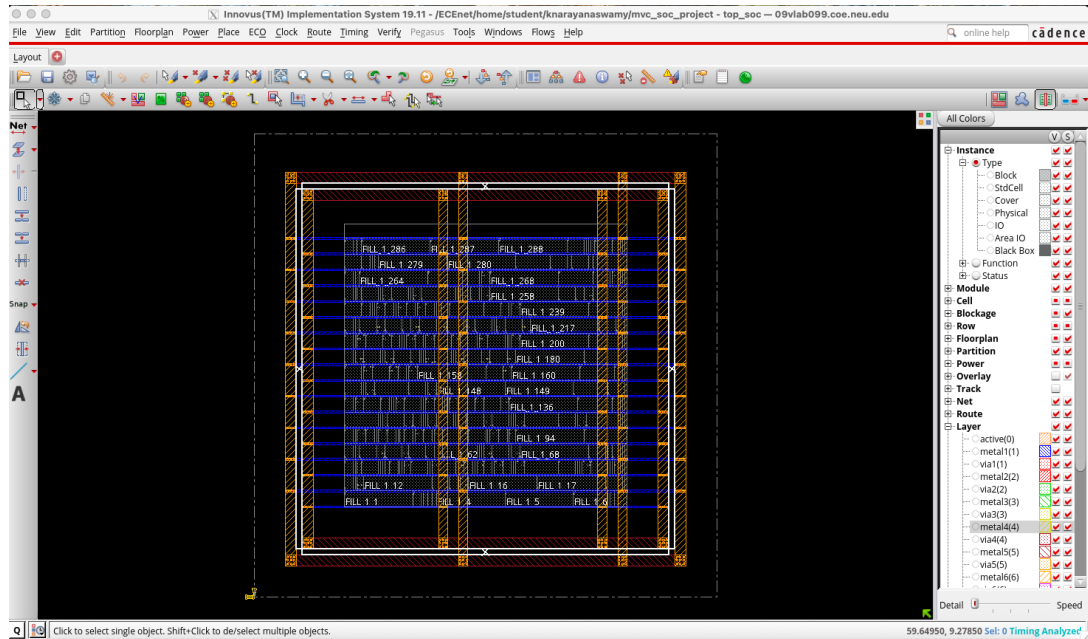 Innovus(TM) Implementation System 19.11 - /ECEnet/home/student/knarayanaswamy/mvc_soc_project - top_soc — 09vlab099.coe.neu.edu
File View Edit Partition Floorplan Power Place ECO Clock Route Timing Verify Pegasus Tools Windows Flows Help
online help cādence
Layout
All Colors
Net
Snap
A
V S
Instance
Type
Block
StdCell
Cover
Physical
IO
Area IO
Black Box
Function
Status
Module
Cell
Blockage
Row
Floorplan
Partition
Power
Overlay
Track
Net
Route
Layer
active(0)
metal1(1)
via1(1)
metal2(2)
via2(2)
metal3(3)
via3(3)
metal4(4)
via4(4)
metal5(5)
via5(5)
metal6(6)
FILL_1_286 FILL_1_287 FILL_1_288
FILL_1_279 FILL_1_280
FILL_1_264 FILL_1_268
FILL_1_258
FILL_1_239
FILL_1_217
FILL_1_200
FILL_1_180
FILL_1_158 FILL_1_160
FILL_1_148 FILL_1_149
FILL_1_136
FILL_1_94
FILL_1_62 FILL_1_68
FILL_1_12 FILL_1_16 FILL_1_17
FILL_1_1 FILL_1_4 FILL_1_5 FILL_1_6
Detail Speed
Q Click to select single object. Shift+Click to de/select multiple objects. 59.64950, 9.27850 Sel: 0 Timing Analyzed